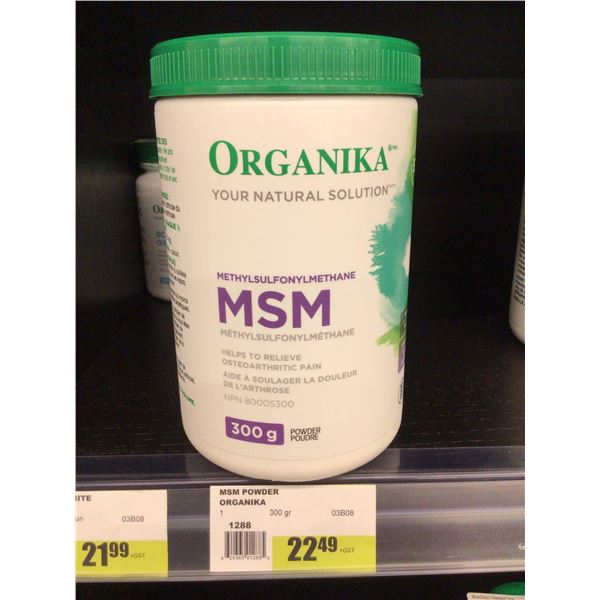 ORGANIKA
YOUR NATURAL SOLUTION
METHYLSULFONYLMETHANE
MSM
MÉTHYLSULFONYLMÉTHANE
HELPS TO RELIEVE
OSTEOARTHRITIC PAIN
AIDE À SOULAGER LA DOULEUR
DE L'ARTHROSE
NPN 80005300
300 g POWDER
POUDRE
03B08
21.99 +GST
MSM POWDER
ORGANIKA
1 300 gr 03B08
1288
22.49 +GST